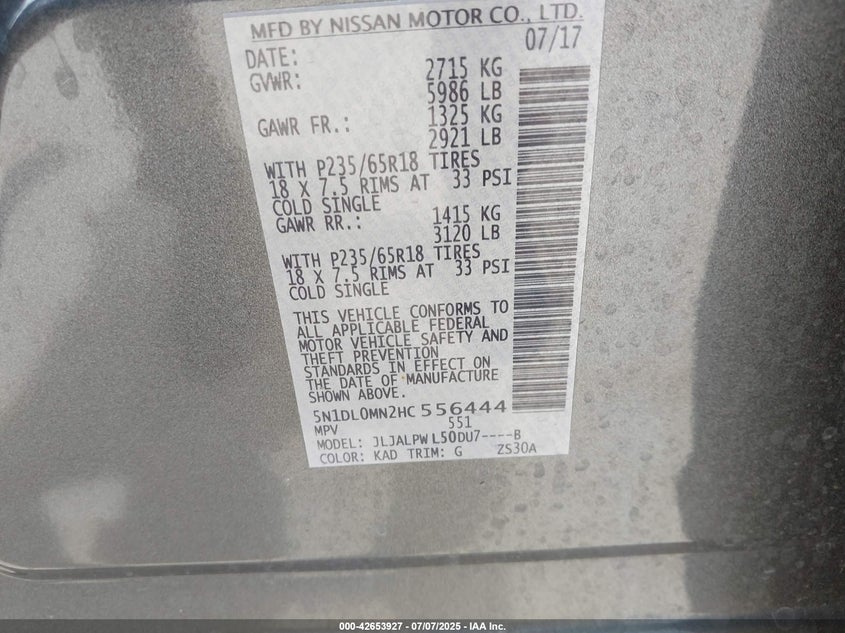 MFD BY NISSAN MOTOR CO., LTD.
DATE: 07/17
GVWR: 2715 KG
5986 LB
GAWR FR.: 1325 KG
2921 LB
WITH P235/65R18 TIRES
18 X 7.5 RIMS AT 33 PSI
COLD SINGLE
GAWR RR.: 1415 KG
3120 LB
WITH P235/65R18 TIRES
18 X 7.5 RIMS AT 33 PSI
COLD SINGLE
THIS VEHICLE CONFORMS TO
ALL APPLICABLE FEDERAL
MOTOR VEHICLE SAFETY AND
THEFT PREVENTION
STANDARDS IN EFFECT ON
THE DATE OF MANUFACTURE
SHOWN ABOVE.
5N1DL0MN2HC 556444
MPV 551
MODEL: JLJALPW L50DU7----B
COLOR: KAD TRIM: G ZS30A
000-42653927 - 07/07/2025 - IAA Inc.